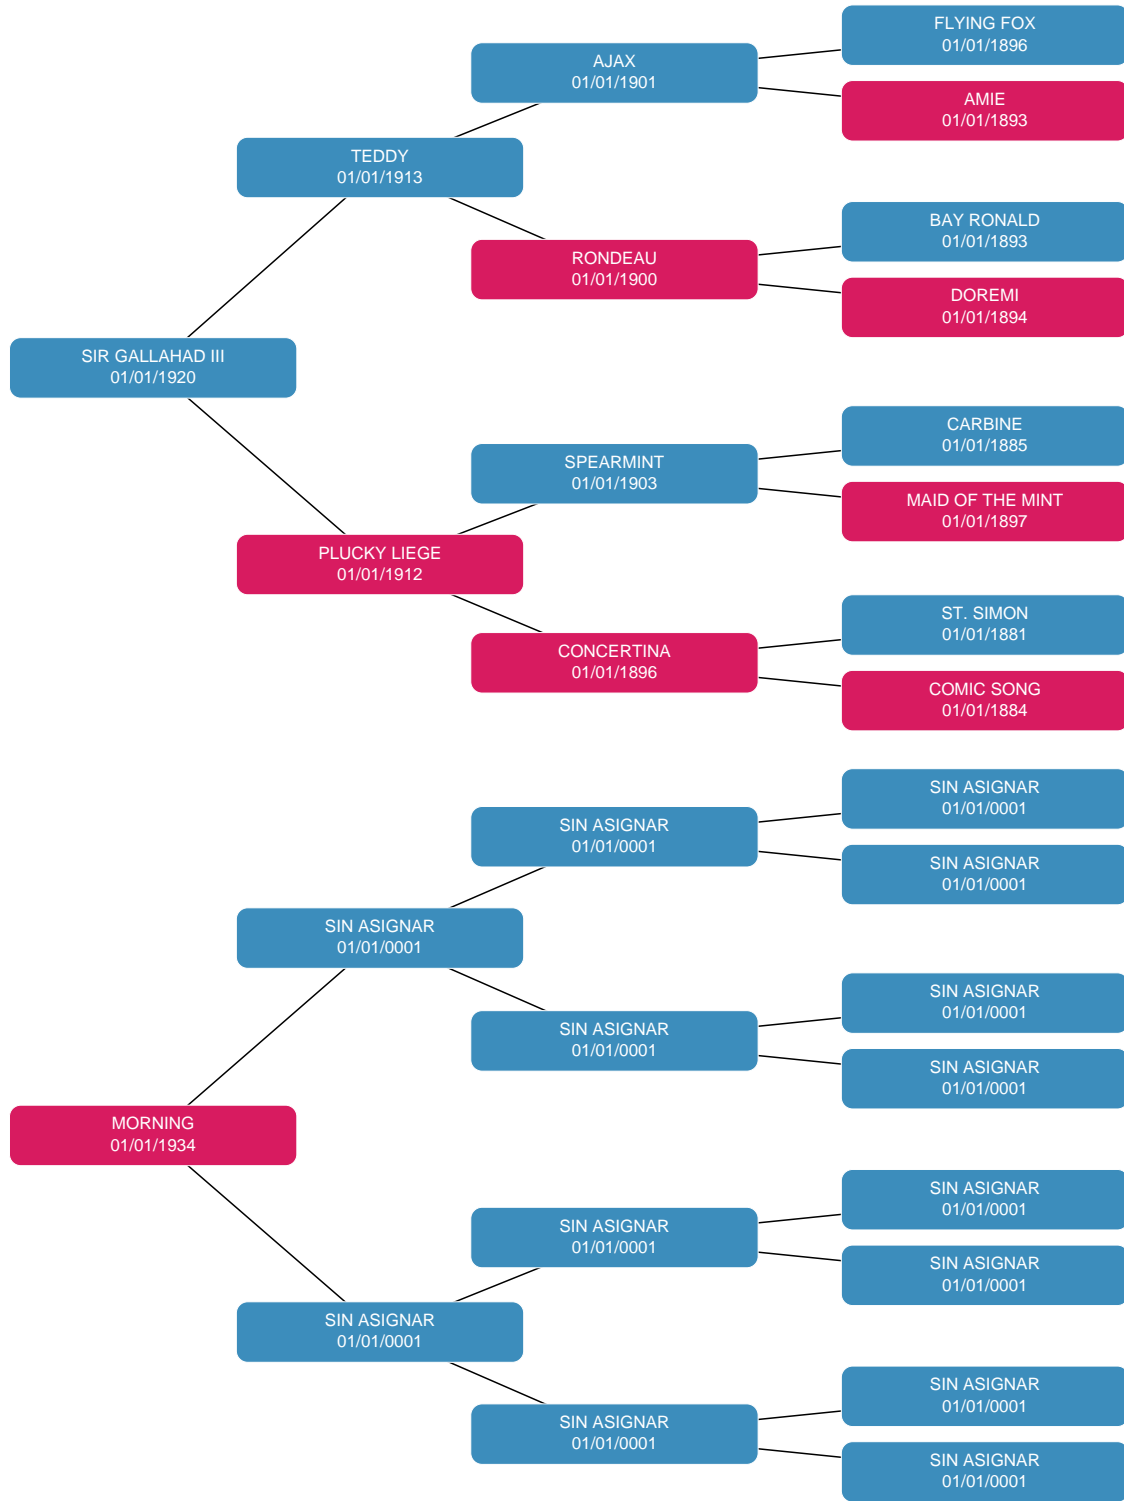 FLYING FOX
01/01/1896
AJAX
01/01/1901
AMIE
01/01/1893
TEDDY
01/01/1913
BAY RONALD
01/01/1893
RONDEAU
01/01/1900
DOREMI
01/01/1894
SIR GALLAHAD III
01/01/1920
CARBINE
01/01/1885
SPEARMINT
01/01/1903
MAID OF THE MINT
01/01/1897
PLUCKY LIEGE
01/01/1912
ST. SIMON
01/01/1881
CONCERTINA
01/01/1896
COMIC SONG
01/01/1884
SIN ASIGNAR
01/01/0001
SIN ASIGNAR
01/01/0001
SIN ASIGNAR
01/01/0001
SIN ASIGNAR
01/01/0001
SIN ASIGNAR
01/01/0001
SIN ASIGNAR
01/01/0001
SIN ASIGNAR
01/01/0001
MORNING
01/01/1934
SIN ASIGNAR
01/01/0001
SIN ASIGNAR
01/01/0001
SIN ASIGNAR
01/01/0001
SIN ASIGNAR
01/01/0001
SIN ASIGNAR
01/01/0001
SIN ASIGNAR
01/01/0001
SIN ASIGNAR
01/01/0001